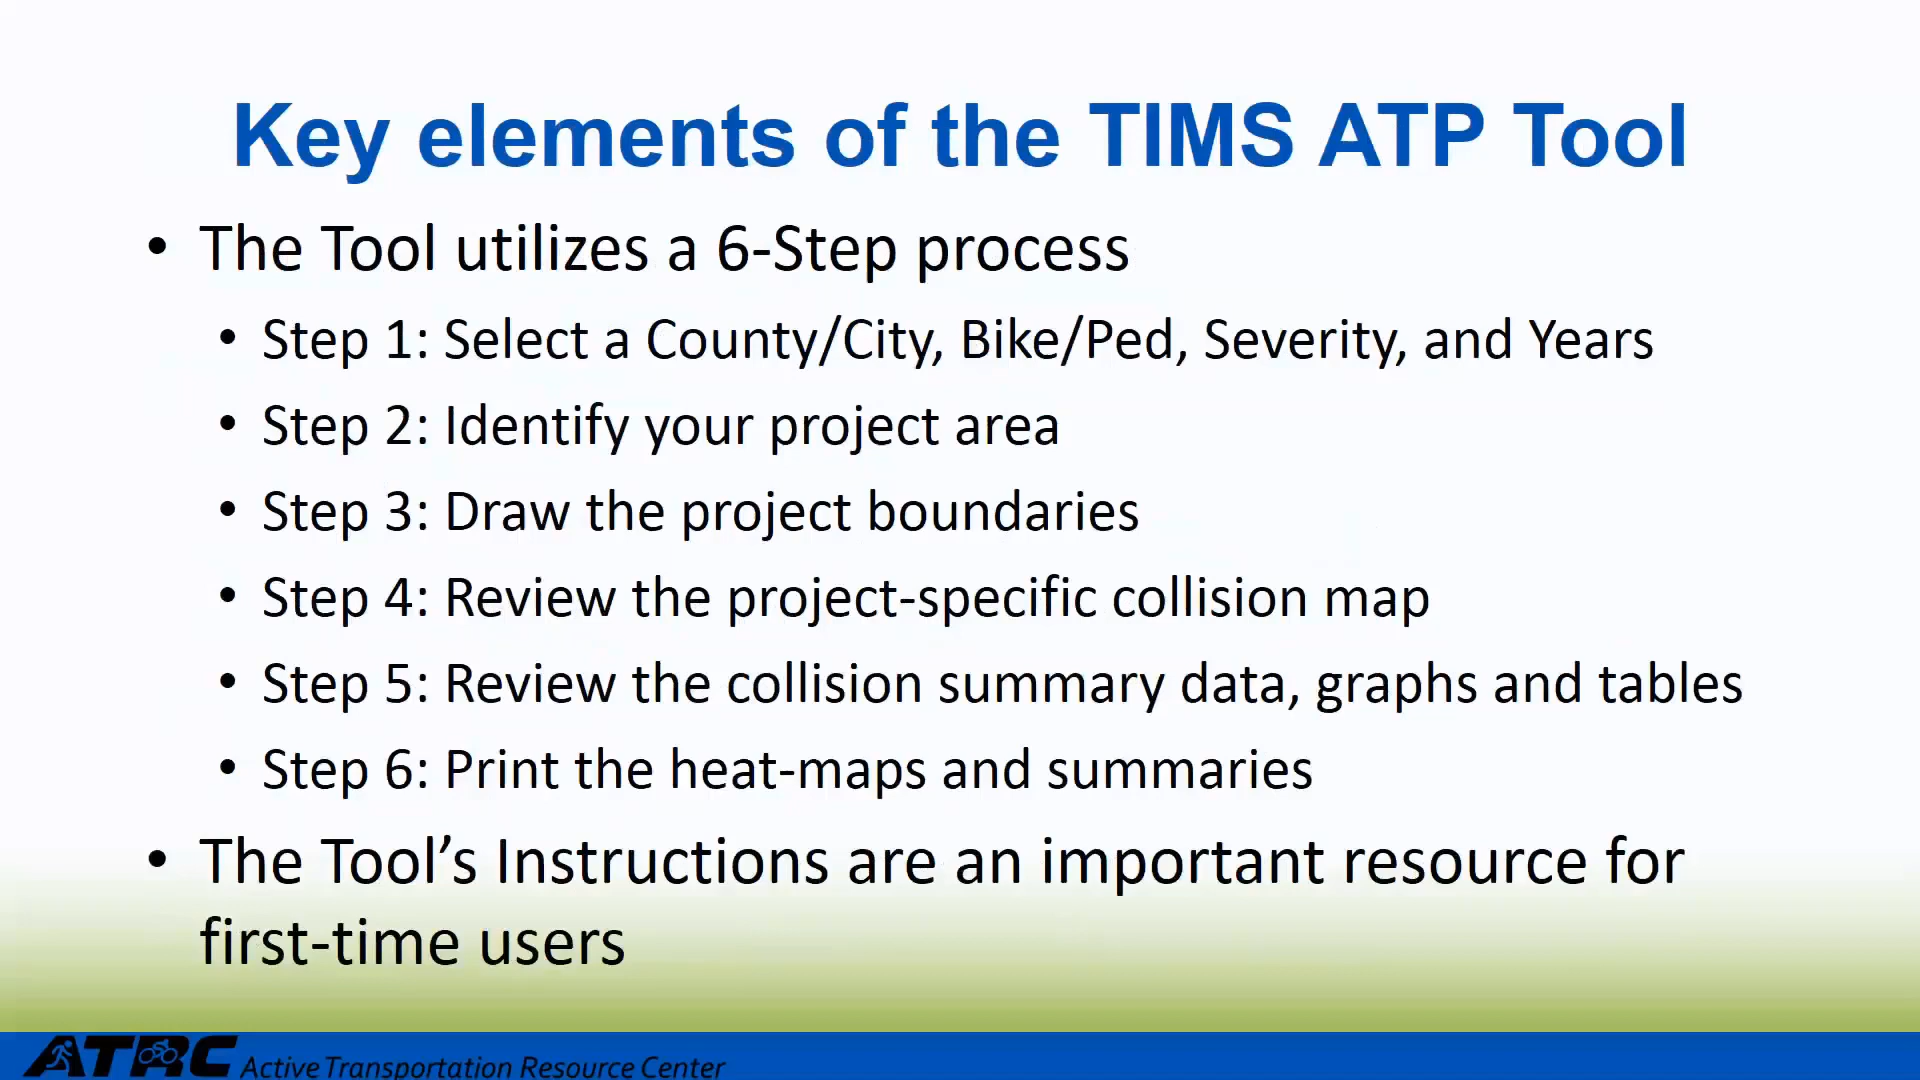 Key elements of the TIMS ATP Tool
• The Tool utilizes a 6-Step process
• Step 1: Select a County/City, Bike/Ped, Severity, and Years
• Step 2: Identify your project area
• Step 3: Draw the project boundaries
• Step 4: Review the project-specific collision map
• Step 5: Review the collision summary data, graphs and tables
• Step 6: Print the heat-maps and summaries
• The Tool’s Instructions are an important resource for
first-time users
ATRC Active Transportation Resource Center